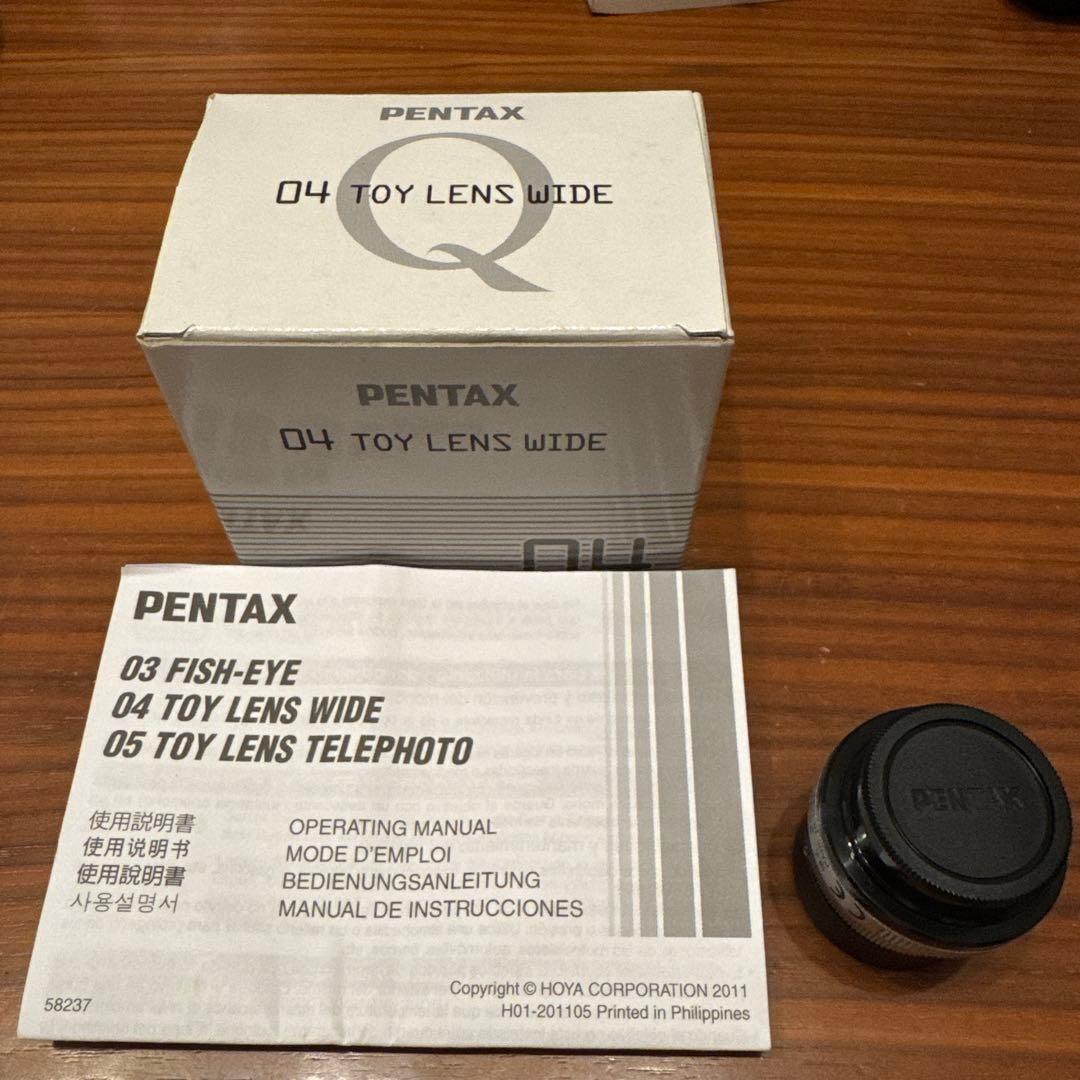 PENTAX
Q
04 TOY LENS WIDE
PENTAX
04 TOY LENS WIDE
04
PENTAX
03 FISH-EYE
04 TOY LENS WIDE
05 TOY LENS TELEPHOTO
使用説明書
使用说明书
使用說明書
사용설명서
OPERATING MANUAL
MODE D'EMPLOI
BEDIENUNGSANLEITUNG
MANUAL DE INSTRUCCIONES
58237
Copyright © HOYA CORPORATION 2011
H01-201105 Printed in Philippines
PENTAX
CE